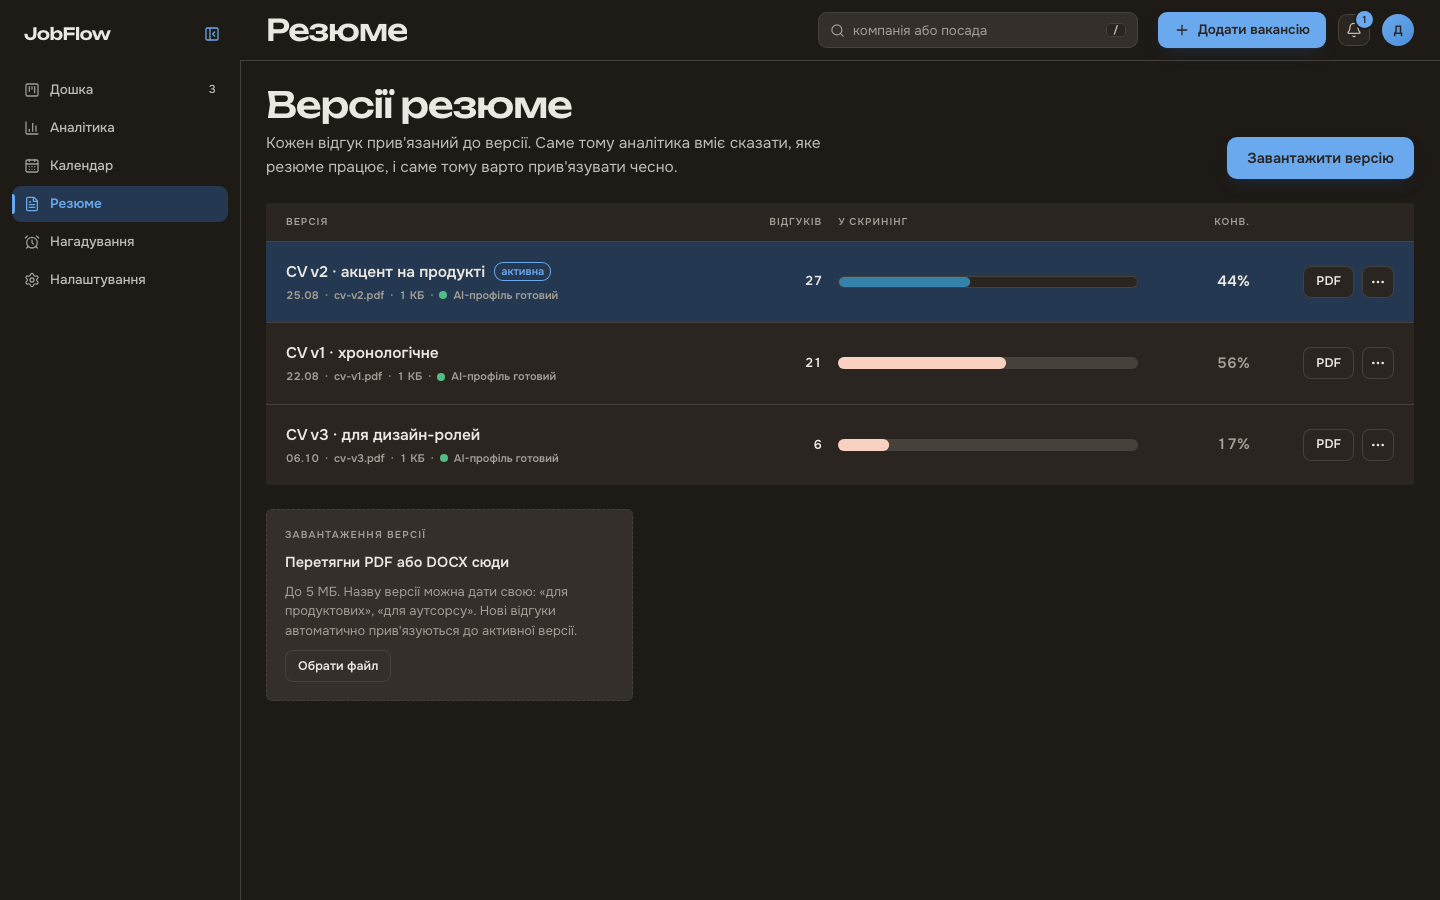 JobFlow
Резюме
компанія або посада
/
Додати вакансію
1
Д
Дошка
3
Аналітика
Календар
Резюме
Нагадування
Налаштування
Версії резюме
Кожен відгук прив'язаний до версії. Саме тому аналітика вміє сказати, яке
резюме працює, і саме тому варто прив'язувати чесно.
Завантажити версію
ВЕРСІЯ
ВІДГУКІВ
У СКРИНІНГ
КОНВ.
CV v2 · акцент на продукті
активна
25.08 · cv-v2.pdf · 1 КБ · AI-профіль готовий
27
44%
PDF
CV v1 · хронологічне
22.08 · cv-v1.pdf · 1 КБ · AI-профіль готовий
21
56%
PDF
CV v3 · для дизайн-ролей
06.10 · cv-v3.pdf · 1 КБ · AI-профіль готовий
6
17%
PDF
ЗАВАНТАЖЕННЯ ВЕРСІЇ
Перетягни PDF або DOCX сюди
До 5 МБ. Назву версії можна дати свою: «для
продуктових», «для аутсорсу». Нові відгуки
автоматично прив'язуються до активної версії.
Обрати файл